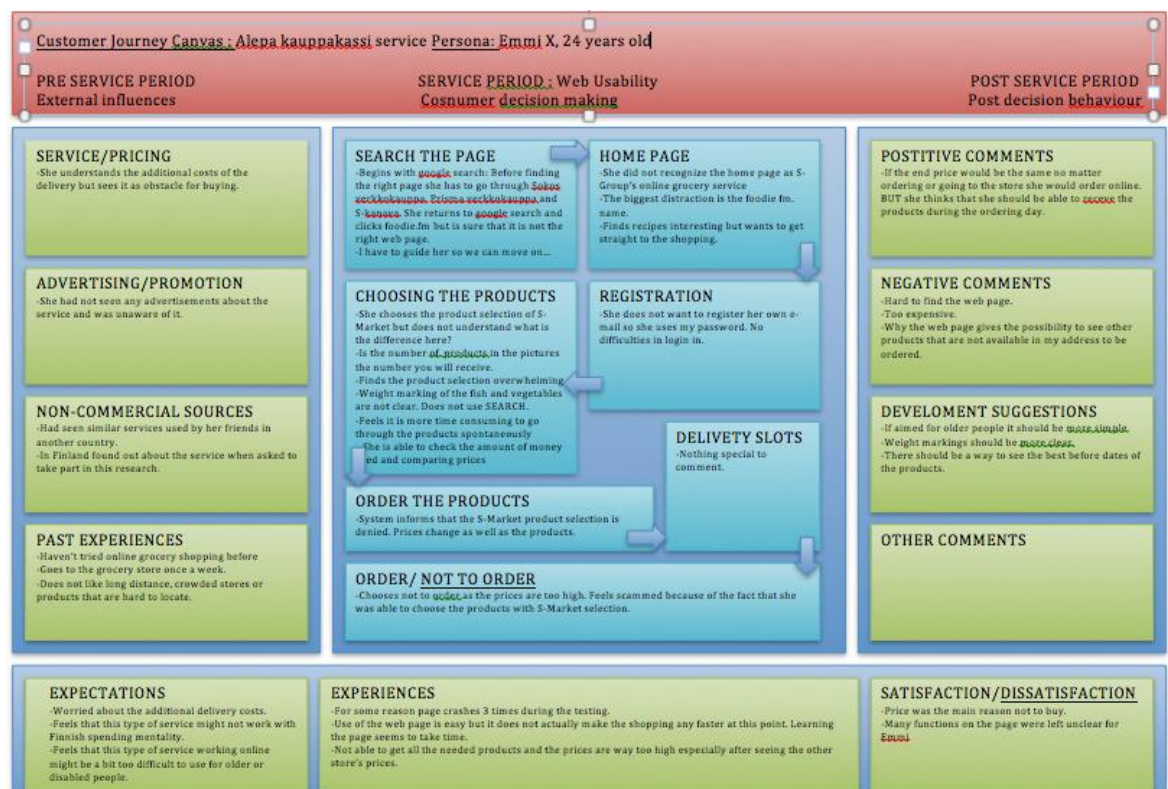 Customer Journey Canvas : Alepa kauppakassi service Persona: Emmi X, 24 years old
PRE SERVICE PERIOD
External influences
SERVICE PERIOD : Web Usability
Cosnumer decision making
POST SERVICE PERIOD
Post decision behaviour
SERVICE/PRICING
-She understands the additional costs of the
delivery but sees it as obstacle for buying.
ADVERTISING/PROMOTION
-She had not seen any advertisements about the
service and was unaware of it.
NON-COMMERCIAL SOURCES
-Had seen similar services used by her friends in
another country.
-In Finland found out about the service when asked to
take part in this research.
PAST EXPERIENCES
-Haven't tried online grocery shopping before
-Goes to the grocery store once a week.
-Does not like long distance, crowded stores or
products that are hard to locate.
SEARCH THE PAGE
-Begins with google search: Before finding
the right page she has to go through Sokos
verkkokauppa, Prisma verkkokauppa and
S-kanava. She returns to google search and
clicks foodie.fm but is sure that it is not the
right web page.
-I have to guide her so we can move on...
HOME PAGE
-She did not recognize the home page as S-
Group's online grocery service
-The biggest distraction is the foodie fm.
name.
-Finds recipes interesting but wants to get
straight to the shopping.
REGISTRATION
-She does not want to register her own e-
mail so she uses my password. No
difficulties in login in.
CHOOSING THE PRODUCTS
-She chooses the product selection of S-
Market but does not understand what is
the difference here?
-Is the number of products in the pictures
the number you will receive.
-Finds the product selection overwhelming
-Weight marking of the fish and vegetables
are not clear. Does not use SEARCH.
-Feels it is more time consuming to go
through the products spontaneously
She is able to check the amount of money
ed and comparing prices
ORDER THE PRODUCTS
-System informs that the S-Market product selection is
denied. Prices change as well as the products.
DELIVETY SLOTS
-Nothing special to
comment.
ORDER/ NOT TO ORDER
-Chooses not to order as the prices are too high. Feels scammed because of the fact that she
was able to choose the products with S-Market selection.
POSTITIVE COMMENTS
-If the end price would be the same no matter
ordering or going to the store she would order online.
BUT she thinks that she should be able to receve the
products during the ordering day.
NEGATIVE COMMENTS
-Hard to find the web page.
-Too expensive.
-Why the web page gives the possibility to see other
products that are not available in my address to be
ordered.
DEVELOMENT SUGGESTIONS
-If aimed for older people it should be more simple.
-Weight markings should be more clear.
-There should be a way to see the best before dates of
the products.
OTHER COMMENTS
EXPECTATIONS
-Worried about the additional delivery costs.
-Feels that this type of service might not work with
Finnish spending mentality.
-Feels that this type of service working online
might be a bit too difficult to use for older or
disabled people.
EXPERIENCES
-For some reason page crashes 3 times during the testing.
-Use of the web page is easy but it does not actually make the shopping any faster at this point. Learning
the page seems to take time.
-Not able to get all the needed products and the prices are way too high especially after seeing the other
store's prices.
SATISFACTION/DISSATISFACTION
-Price was the main reason not to buy.
-Many functions on the page were left unclear for
Emmi